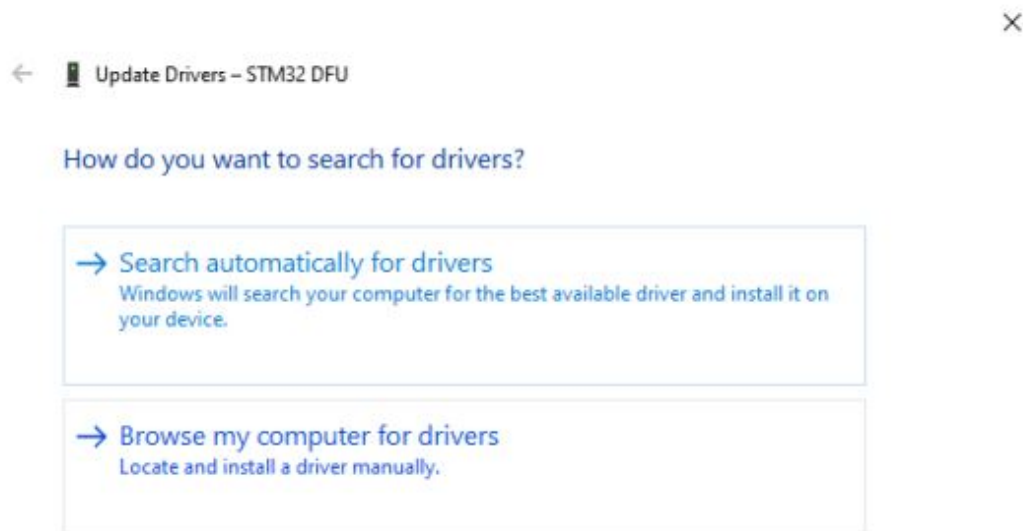 Update Drivers – STM32 DFU
How do you want to search for drivers?
Search automatically for drivers
Windows will search your computer for the best available driver and install it on
your device.
Browse my computer for drivers
Locate and install a driver manually.